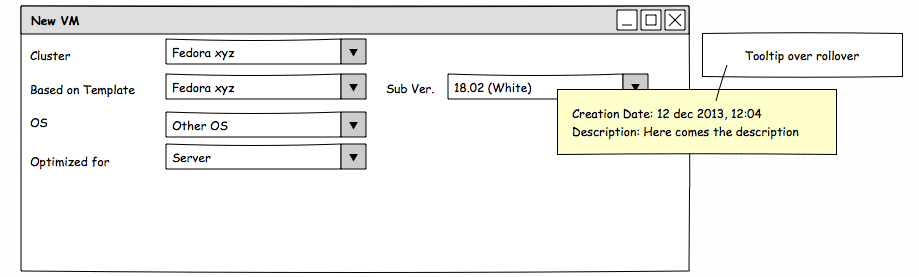 New VM
Cluster
Fedora xyz
Tooltip over rollover
Based on Template
Fedora xyz
Sub Ver.
18.02 (White)
Creation Date: 12 dec 2013, 12:04
Description: Here comes the description
OS
Other OS
Optimized for
Server